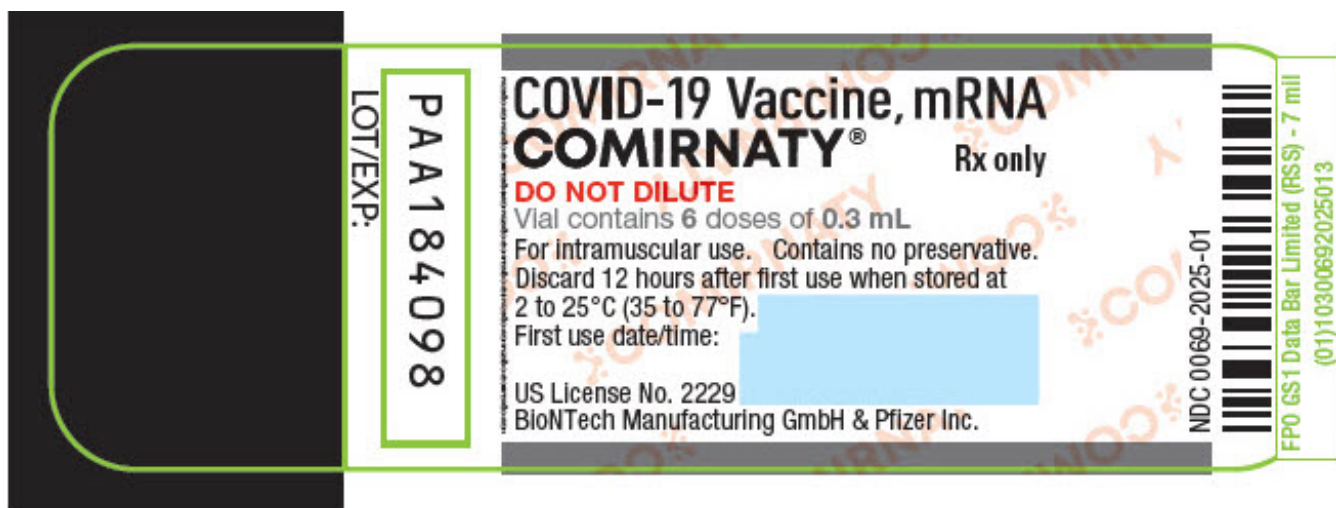 LOT/EXP:
PAA184098
COVID-19 Vaccine, mRNA
COMIRNATY®
Rx only
DO NOT DILUTE
Vial contains 6 doses of 0.3 mL
For intramuscular use. Contains no preservative.
Discard 12 hours after first use when stored at
2 to 25°C (35 to 77°F).
First use date/time:
US License No. 2229
BioNTech Manufacturing GmbH & Pfizer Inc.
NDC 0069-2025-01
FPO GS1 Data Bar Limited (RSS) - 7 mil
(01)10300692025013